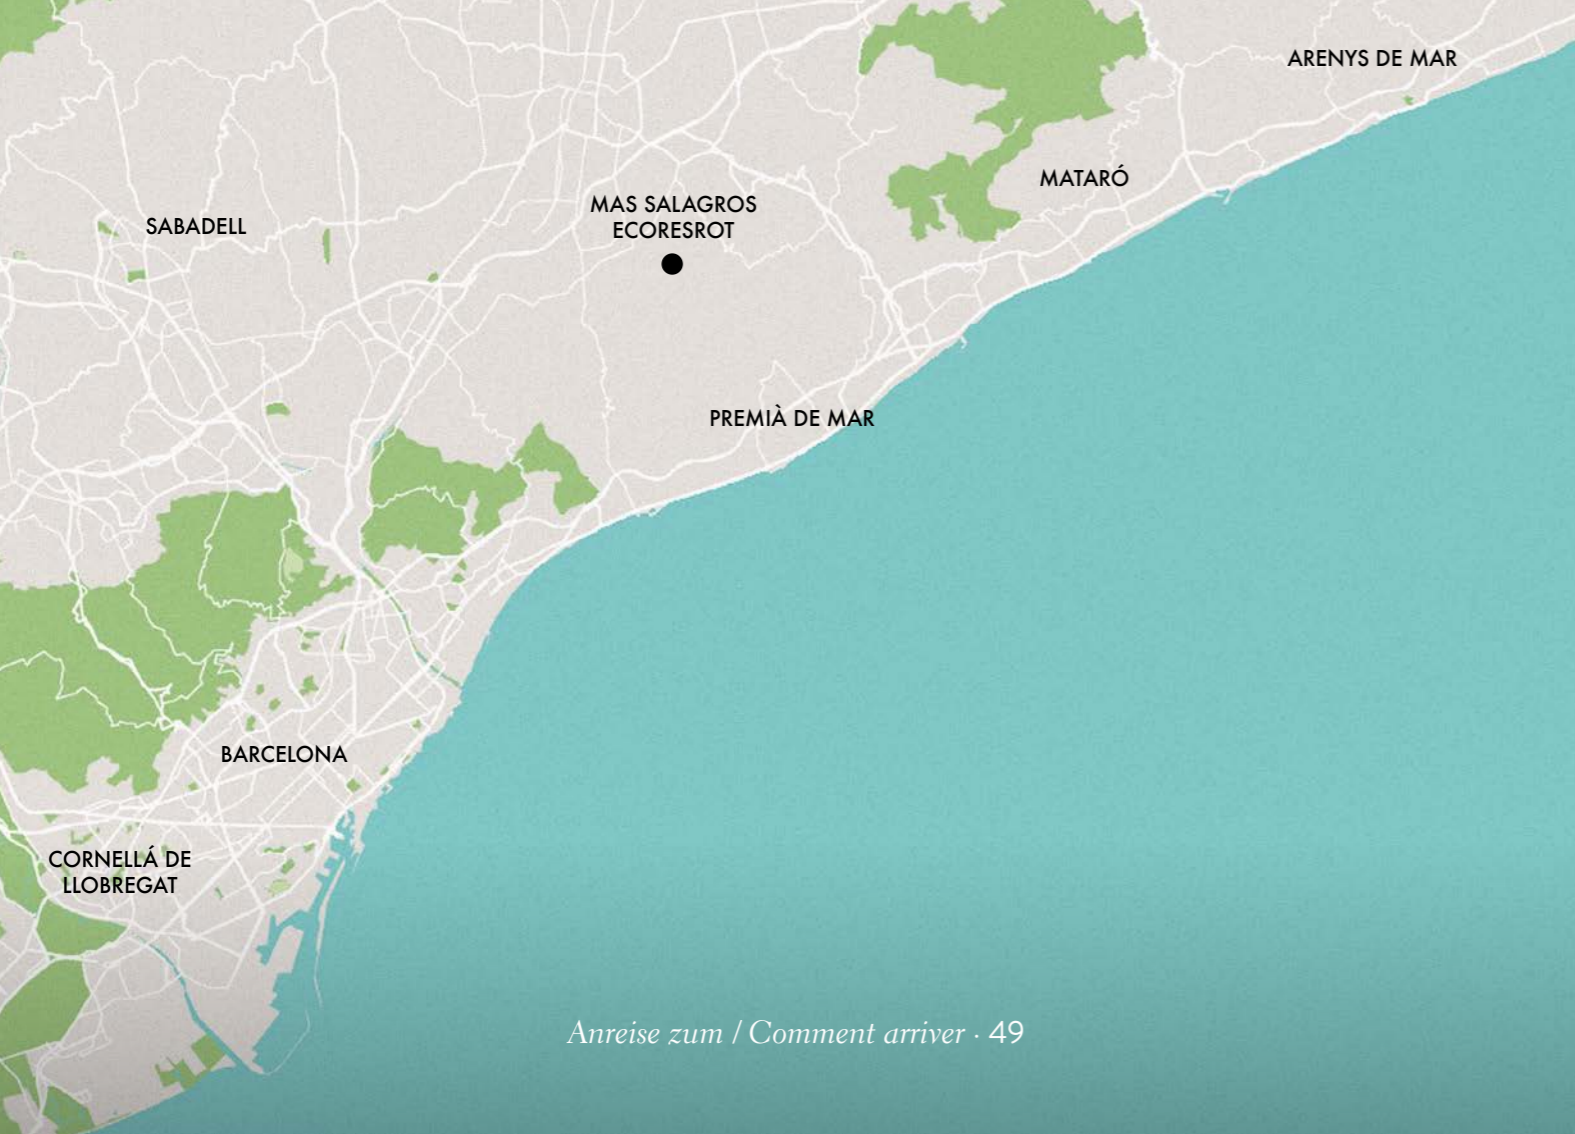 ARENYS DE MAR
MATARÓ
MAS SALAGROS
ECORESROT
SABADELL
PREMIÀ DE MAR
BARCELONA
CORNELLÁ DE
LLOBREGAT
Anreise zum / Comment arriver · 49